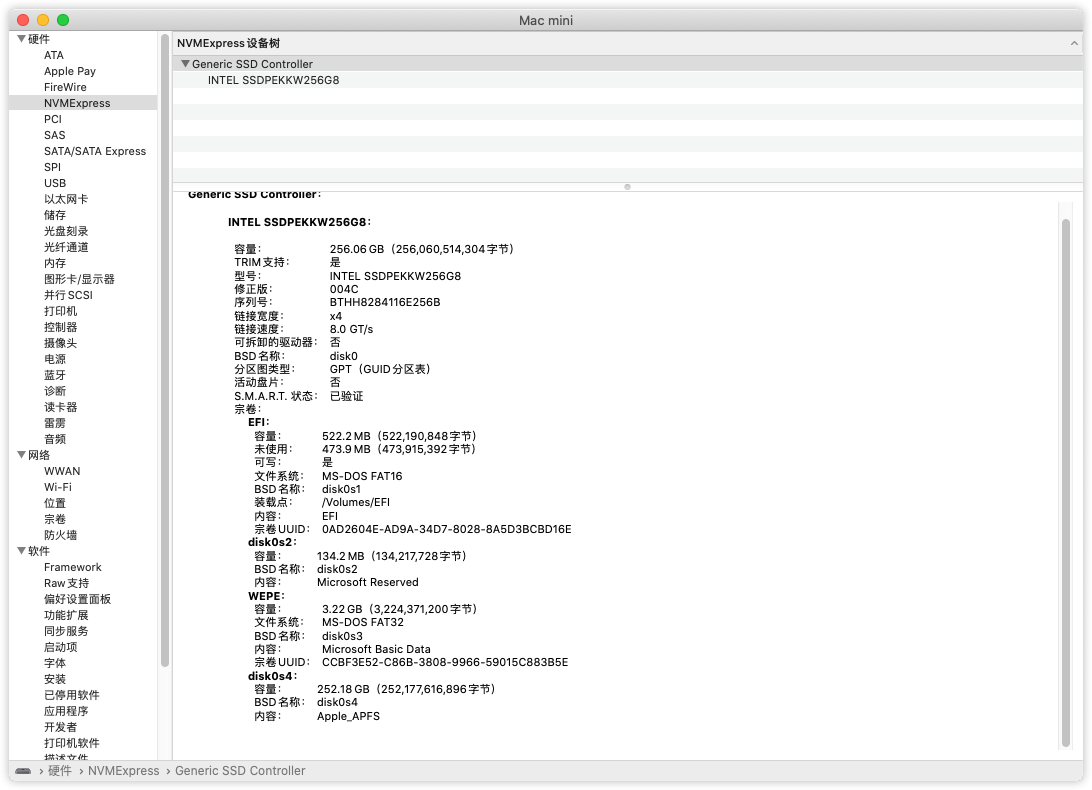 Mac mini
硬件
ATA
Apple Pay
FireWire
NVMExpress
PCI
SAS
SATA/SATA Express
SPI
USB
以太网卡
储存
光盘刻录
光纤通道
内存
图形卡/显示器
并行 SCSI
打印机
控制器
摄像头
电源
蓝牙
诊断
读卡器
雷雳
音频
网络
WWAN
Wi-Fi
位置
宗卷
防火墙
软件
Framework
Raw 支持
偏好设置面板
功能扩展
同步服务
启动项
字体
安装
已停用软件
应用程序
开发者
打印机软件
描述文件
NVMExpress 设备树
Generic SSD Controller
INTEL SSDPEKKW256G8
Generic SSD Controller:
INTEL SSDPEKKW256G8:
容量: 256.06 GB（256,060,514,304字节）
TRIM 支持: 是
型号: INTEL SSDPEKKW256G8
修正版: 004C
序列号: BTHH8284116E256B
链接宽度: x4
链接速度: 8.0 GT/s
可拆卸的驱动器: 否
BSD 名称: disk0
分区图类型: GPT（GUID 分区表）
活动盘片: 否
S.M.A.R.T. 状态: 已验证
宗卷:
EFI:
容量: 522.2 MB（522,190,848字节）
未使用: 473.9 MB（473,915,392字节）
可写: 是
文件系统: MS-DOS FAT16
BSD 名称: disk0s1
装载点: /Volumes/EFI
内容: EFI
宗卷 UUID: 0AD2604E-AD9A-34D7-8028-8A5D3BCBD16E
disk0s2:
容量: 134.2 MB（134,217,728字节）
BSD 名称: disk0s2
内容: Microsoft Reserved
WEPE:
容量: 3.22 GB（3,224,371,200字节）
文件系统: MS-DOS FAT32
BSD 名称: disk0s3
内容: Microsoft Basic Data
宗卷 UUID: CCBF3E52-C86B-3808-9966-59015C883B5E
disk0s4:
容量: 252.18 GB（252,177,616,896字节）
BSD 名称: disk0s4
内容: Apple_APFS
硬件 › NVMExpress › Generic SSD Controller